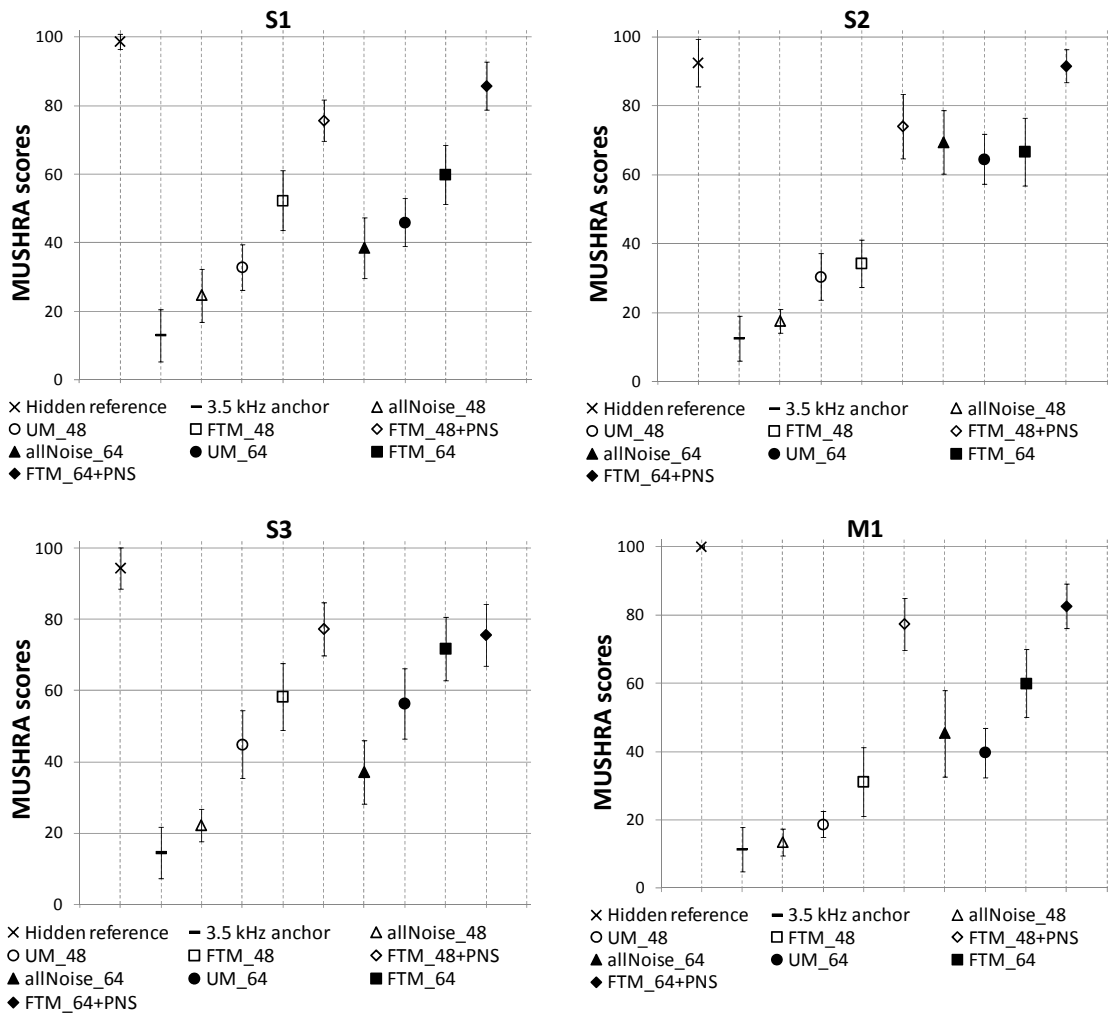 S1
MUSHRA scores
100
80
60
40
20
0
Hidden reference 3.5 kHz anchor allNoise_48
UM_48 FTM_48 FTM_48+PNS
allNoise_64 UM_64 FTM_64
FTM_64+PNS
S2
MUSHRA scores
100
80
60
40
20
0
Hidden reference 3.5 kHz anchor allNoise_48
UM_48 FTM_48 FTM_48+PNS
allNoise_64 UM_64 FTM_64
FTM_64+PNS
S3
MUSHRA scores
100
80
60
40
20
0
Hidden reference 3.5 kHz anchor allNoise_48
UM_48 FTM_48 FTM_48+PNS
allNoise_64 UM_64 FTM_64
FTM_64+PNS
M1
MUSHRA scores
100
80
60
40
20
0
Hidden reference 3.5 kHz anchor allNoise_48
UM_48 FTM_48 FTM_48+PNS
allNoise_64 UM_64 FTM_64
FTM_64+PNS